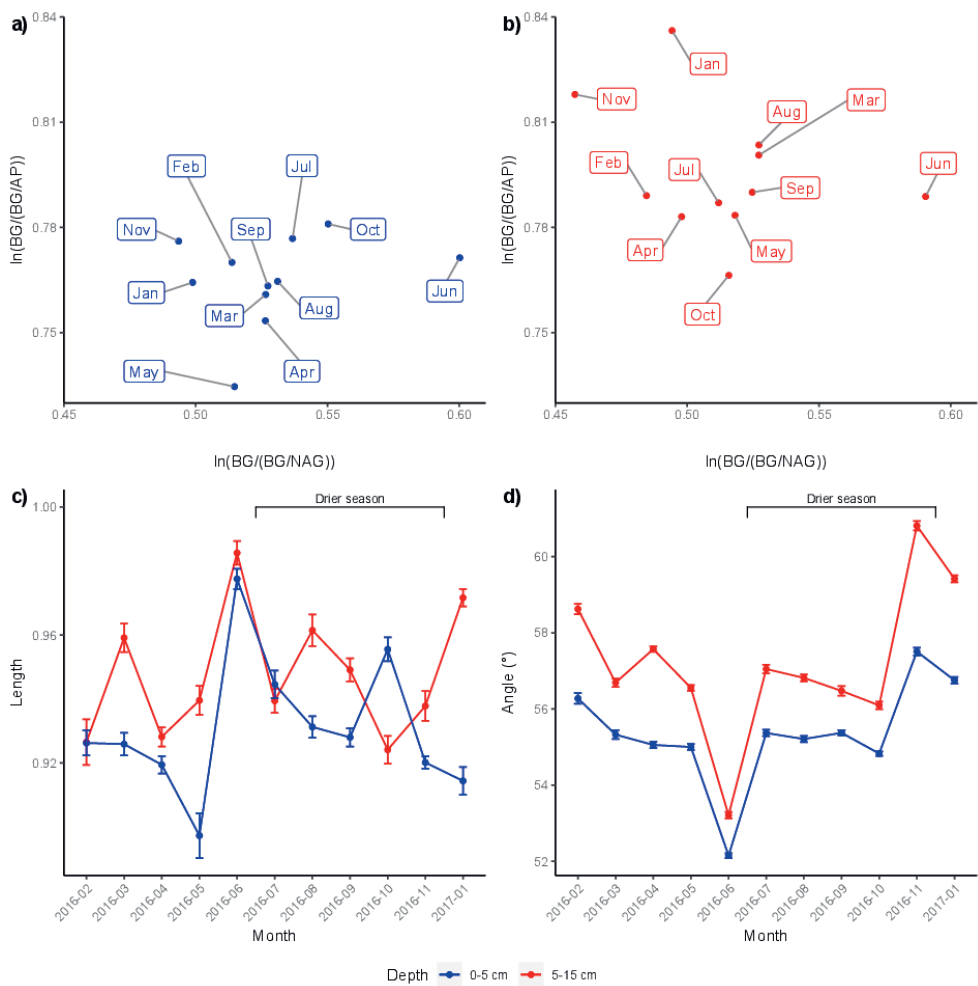 a)
0.84
0.81
0.78
0.75
ln(BG/(BG/AP))
Feb
Jul
Nov
Sep
Oct
Jan
Mar
Aug
Jun
May
Apr
0.45
0.50
0.55
0.60
ln(BG/(BG/NAG))
b)
0.84
0.81
0.78
0.75
ln(BG/(BG/AP))
Jan
Nov
Aug
Mar
Feb
Jul
Sep
Jun
Apr
May
Oct
0.45
0.50
0.55
0.60
ln(BG/(BG/NAG))
c)
Drier season
1.00
0.96
0.92
Length
2016-02
2016-03
2016-04
2016-05
2016-06
2016-07
2016-08
2016-09
2016-10
2016-11
2017-01
Month
d)
Drier season
60
58
56
54
52
Angle (°)
2016-02
2016-03
2016-04
2016-05
2016-06
2016-07
2016-08
2016-09
2016-10
2016-11
2017-01
Month
Depth 0-5 cm 5-15 cm